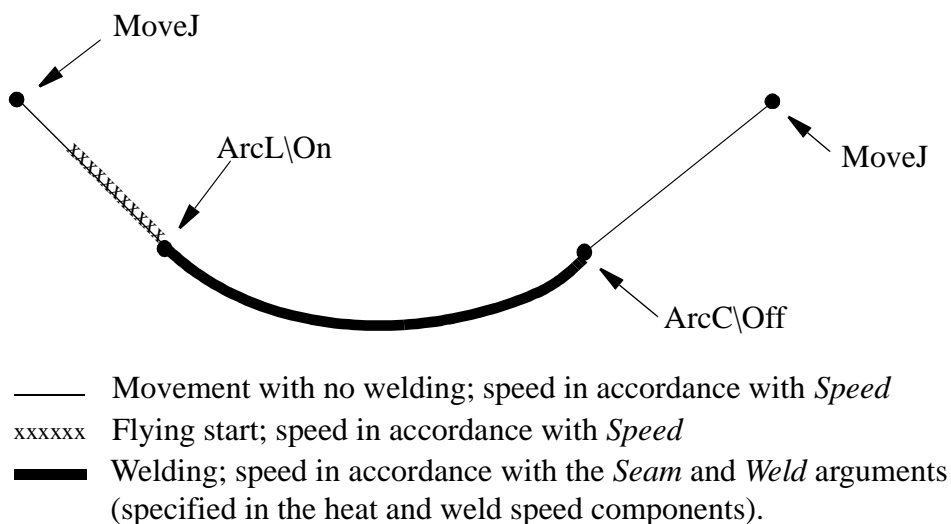 MoveJ
ArcL\On
MoveJ
xxxxxxxxxx
ArcC\Off
Movement with no welding; speed in accordance with Speed
xxxxxx Flying start; speed in accordance with Speed
Welding; speed in accordance with the Seam and Weld arguments
(specified in the heat and weld speed components).